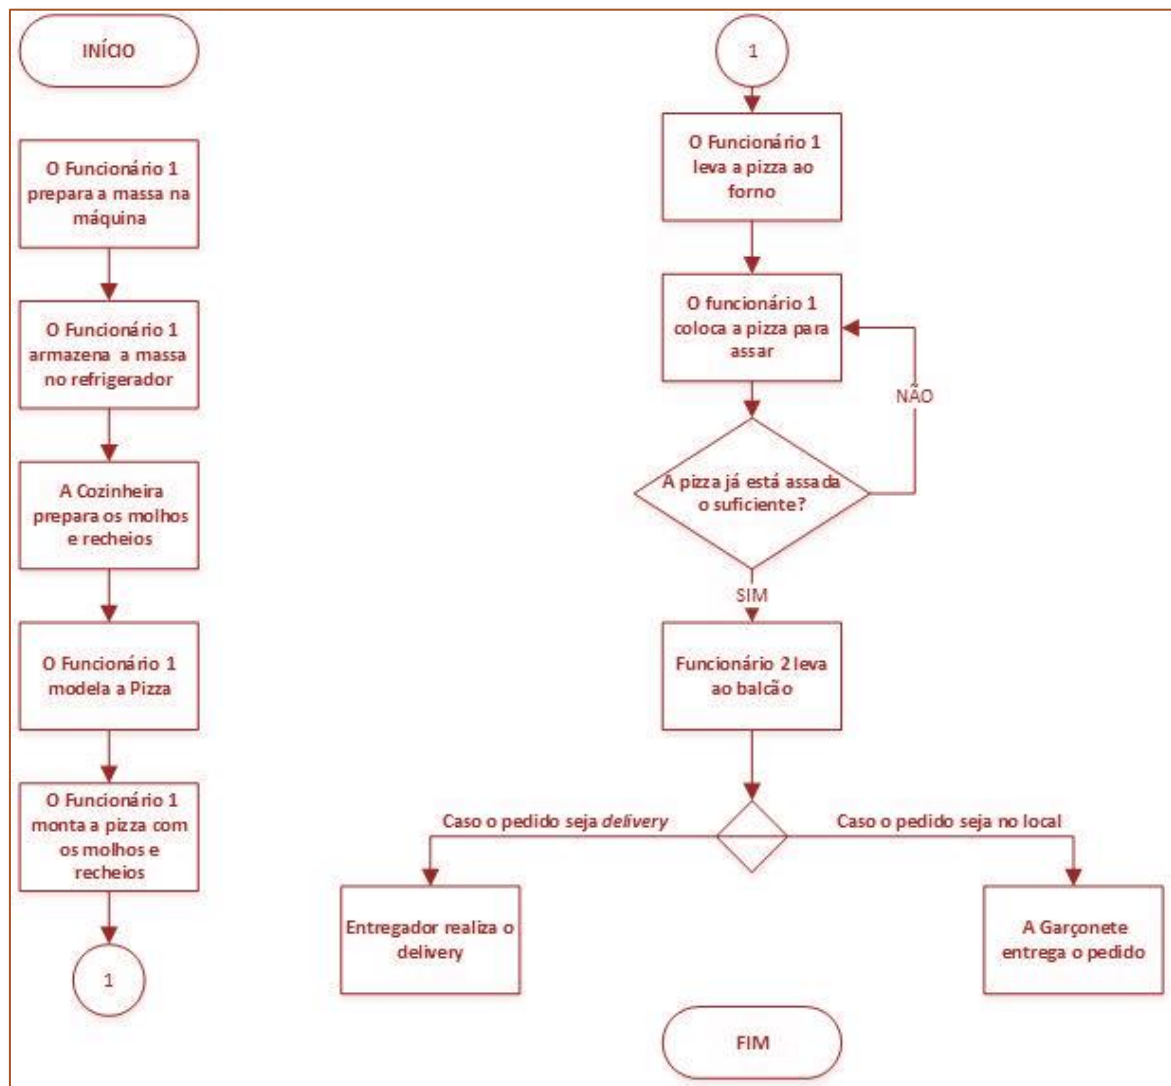 INÍCIO
O Funcionário 1
prepara a massa na
máquina
O Funcionário 1
armazena a massa
no refrigerador
A Cozinheira
prepara os molhos
e recheios
O Funcionário 1
modela a Pizza
O Funcionário 1
monta a pizza com
os molhos e
recheios
1
1
O Funcionário 1
leva a pizza ao
forno
O funcionário 1
coloca a pizza para
assar
NÃO
A pizza já está assada
o suficiente?
SIM
Funcionário 2 leva
ao balcão
Caso o pedido seja delivery
Caso o pedido seja no local
Entregador realiza o
delivery
A Garçonete
entrega o pedido
FIM